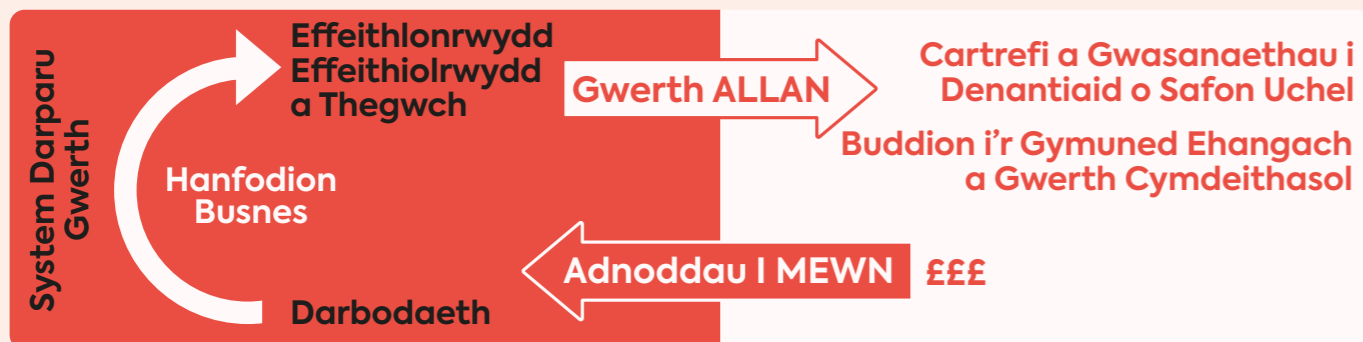 System Darparu
Gwerth
Effeithlonrwydd
Effeithiolrwydd
a Thegwch
Hanfodion
Busnes
Darbodaeth
Gwerth ALLAN
Cartrefi a Gwasanaethau i
Denantiaid o Safon Uchel
Buddion i’r Gymuned Ehangach
a Gwerth Cymdeithasol
Adnoddau I MEWN
£££